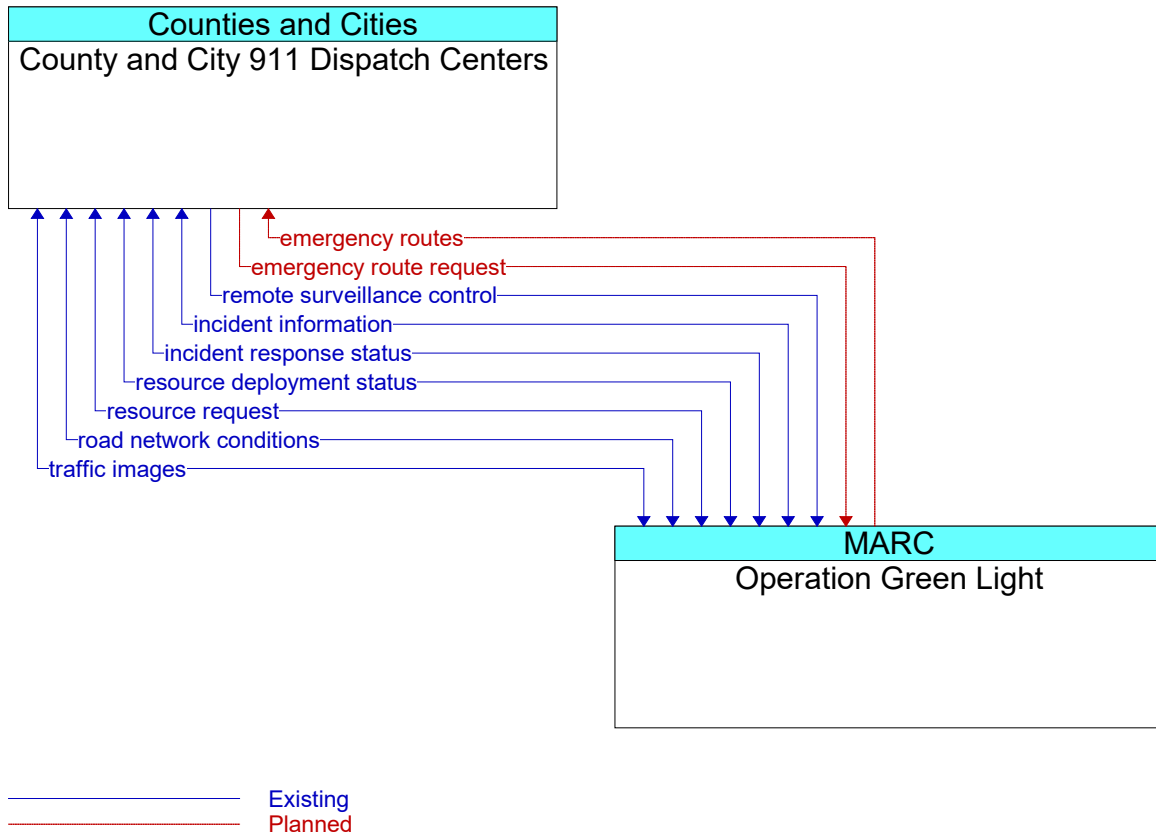 Counties and Cities
County and City 911 Dispatch Centers
emergency routes
emergency route request
remote surveillance control
incident information
incident response status
resource deployment status
resource request
road network conditions
traffic images
MARC
Operation Green Light
Existing
Planned